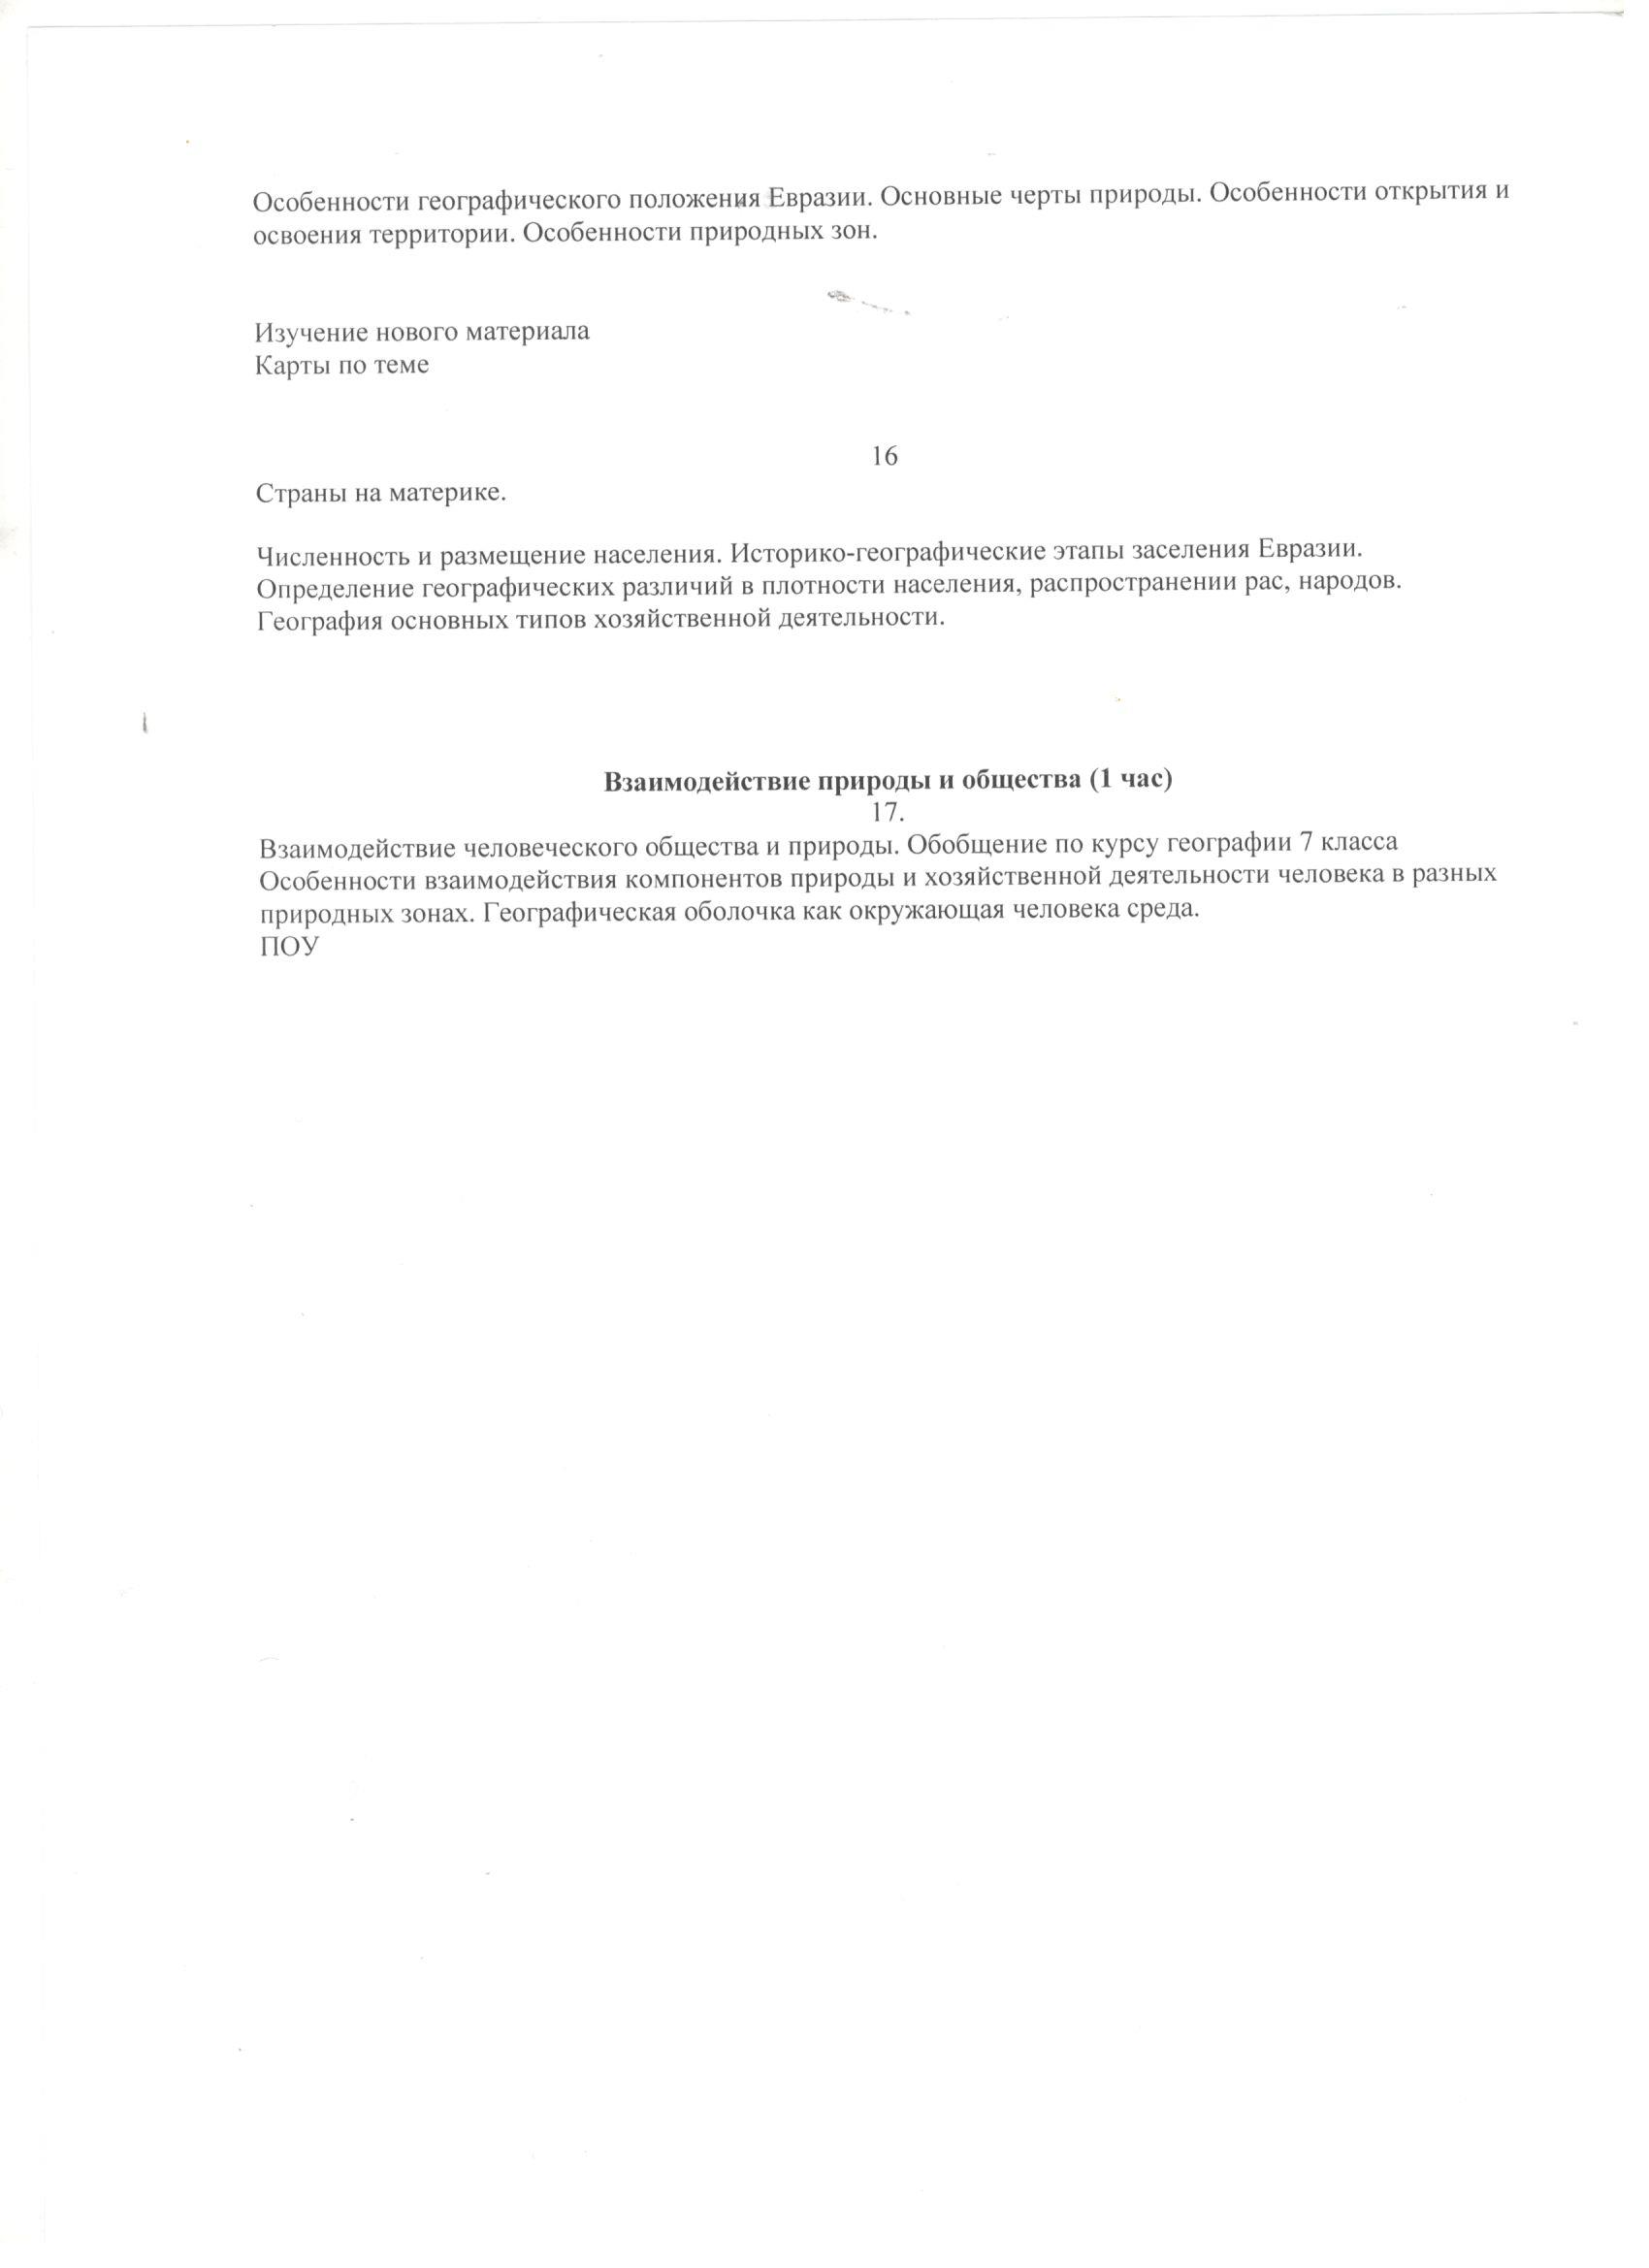 Особенности географического положения Евразии. Основные черты природы. Особенности открытия и
освоения территории. Особенности природных зон.
Изучение нового материала
Карты по теме
16
Страны на материке.
Численность и размещение населения. Историко-географические этапы заселения Евразии.
Определение географических различий в плотности населения, распространении рас, народов.
География основных типов хозяйственной деятельности.
Взаимодействие природы и общества (1 час)
17.
Взаимодействие человеческого общества и природы. Обобщение по курсу географии 7 класса
Особенности взаимодействия компонентов природы и хозяйственной деятельности человека в разных
природных зонах. Географическая оболочка как окружающая человека среда.
ПОУ